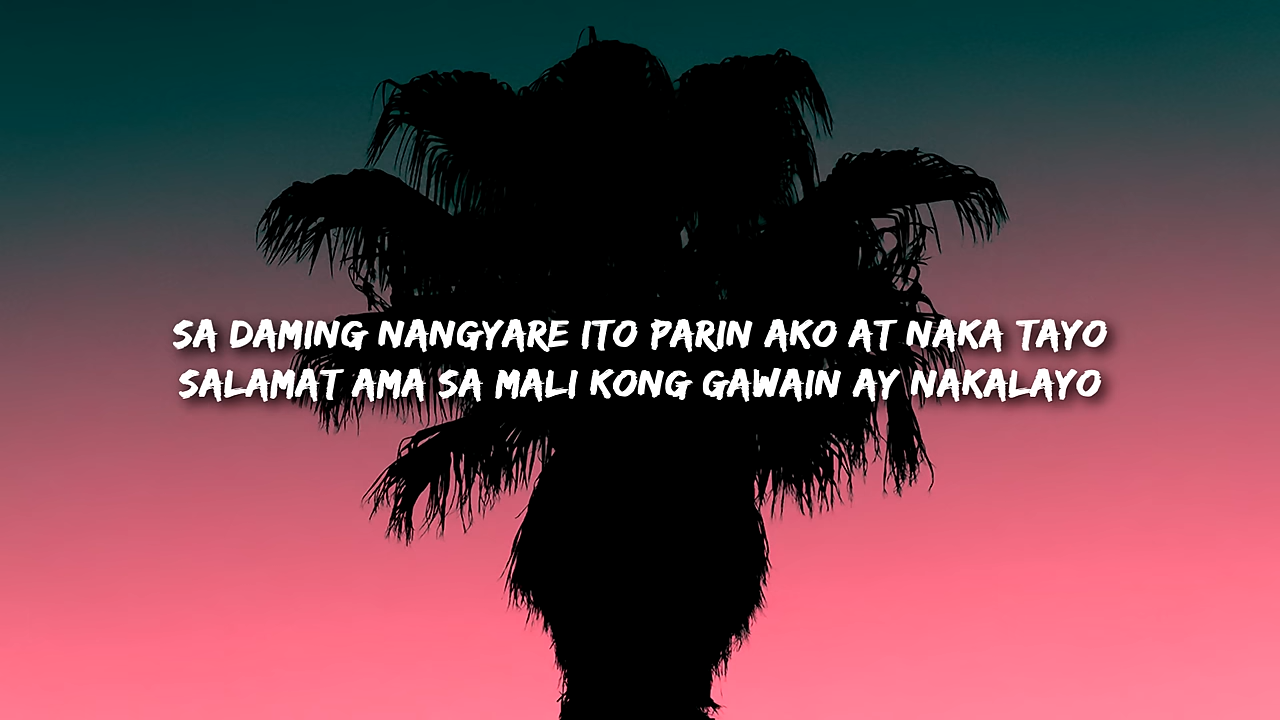 SA DAMING NANGYARE ITO PARIN AKO AT NAKA TAYO
SALAMAT AMA SA MALI KONG GAWAIN AY NAKALAYO